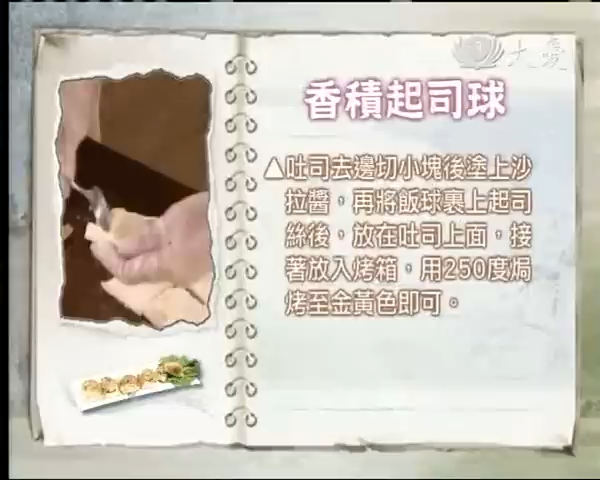 大愛
香積起司球
▲吐司去邊切小塊後塗上沙
拉醬，再將飯球裹上起司
絲後，放在吐司上面，接
著放入烤箱，用250度焗
烤至金黃色即可。